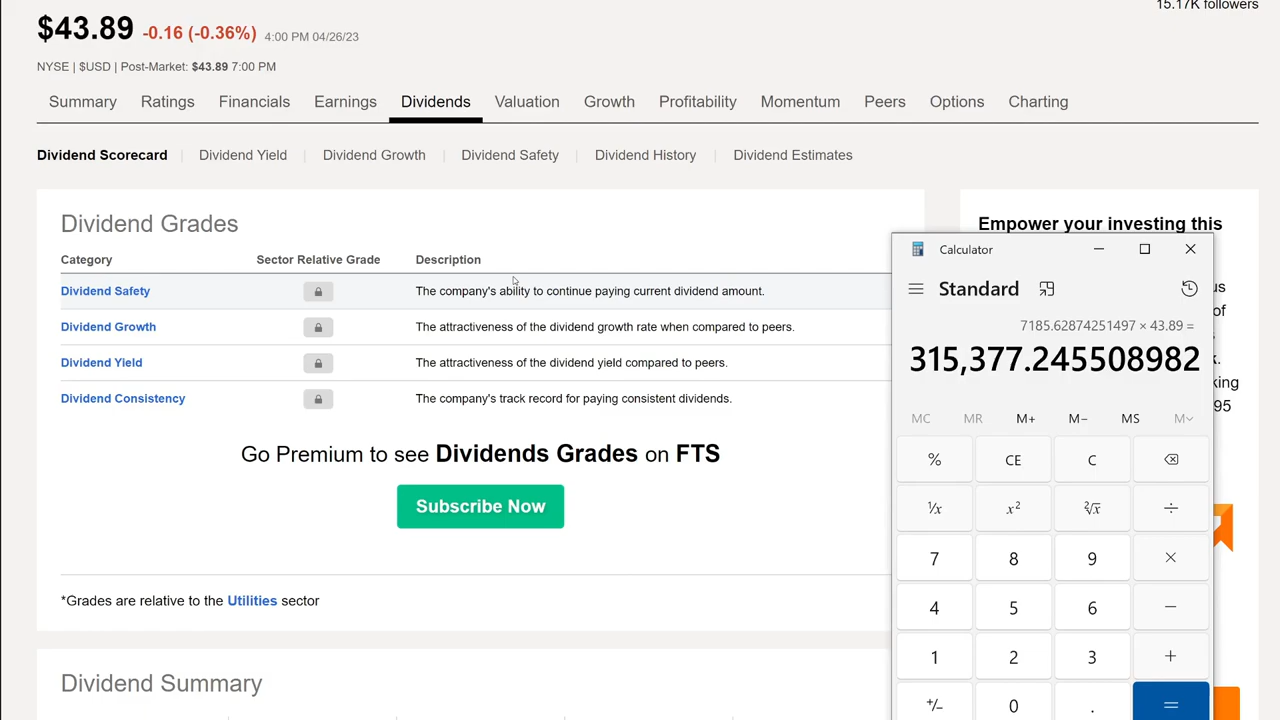 15.17K followers
$43.89 -0.16 (-0.36%) 4:00 PM 04/26/23
NYSE | $USD | Post-Market: $43.89 7:00 PM
Summary Ratings Financials Earnings Dividends Valuation Growth Profitability Momentum Peers Options Charting
Dividend Scorecard | Dividend Yield | Dividend Growth | Dividend Safety | Dividend History | Dividend Estimates
Dividend Grades
Category Sector Relative Grade Description
Dividend Safety The company's ability to continue paying current dividend amount.
Dividend Growth The attractiveness of the dividend growth rate when compared to peers.
Dividend Yield The attractiveness of the dividend yield compared to peers.
Dividend Consistency The company's track record for paying consistent dividends.
Go Premium to see Dividends Grades on FTS
Subscribe Now
*Grades are relative to the Utilities sector
Dividend Summary
Empower your investing this
Calculator
Standard
7185.62874251497 × 43.89 =
315,377.245508982
MC MR M+ M− MS M
% CE C
1/x x² ²√x ÷
7 8 9 ×
4 5 6 −
1 2 3 +
+/− 0 . =
us
of
k.
king
95